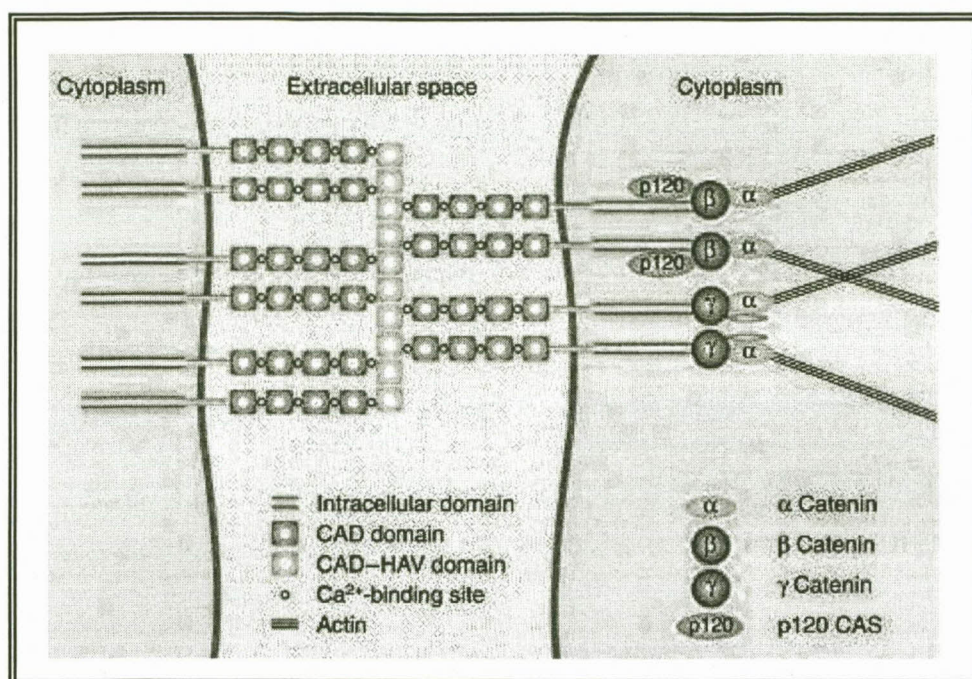 Cytoplasm Extracellular space Cytoplasm
p120 β α
β α
p120
γ α
γ α
Intracellular domain
CAD domain
CAD–HAV domain
Ca²⁺-binding site
Actin
α α Catenin
β β Catenin
γ γ Catenin
p120 p120 CAS